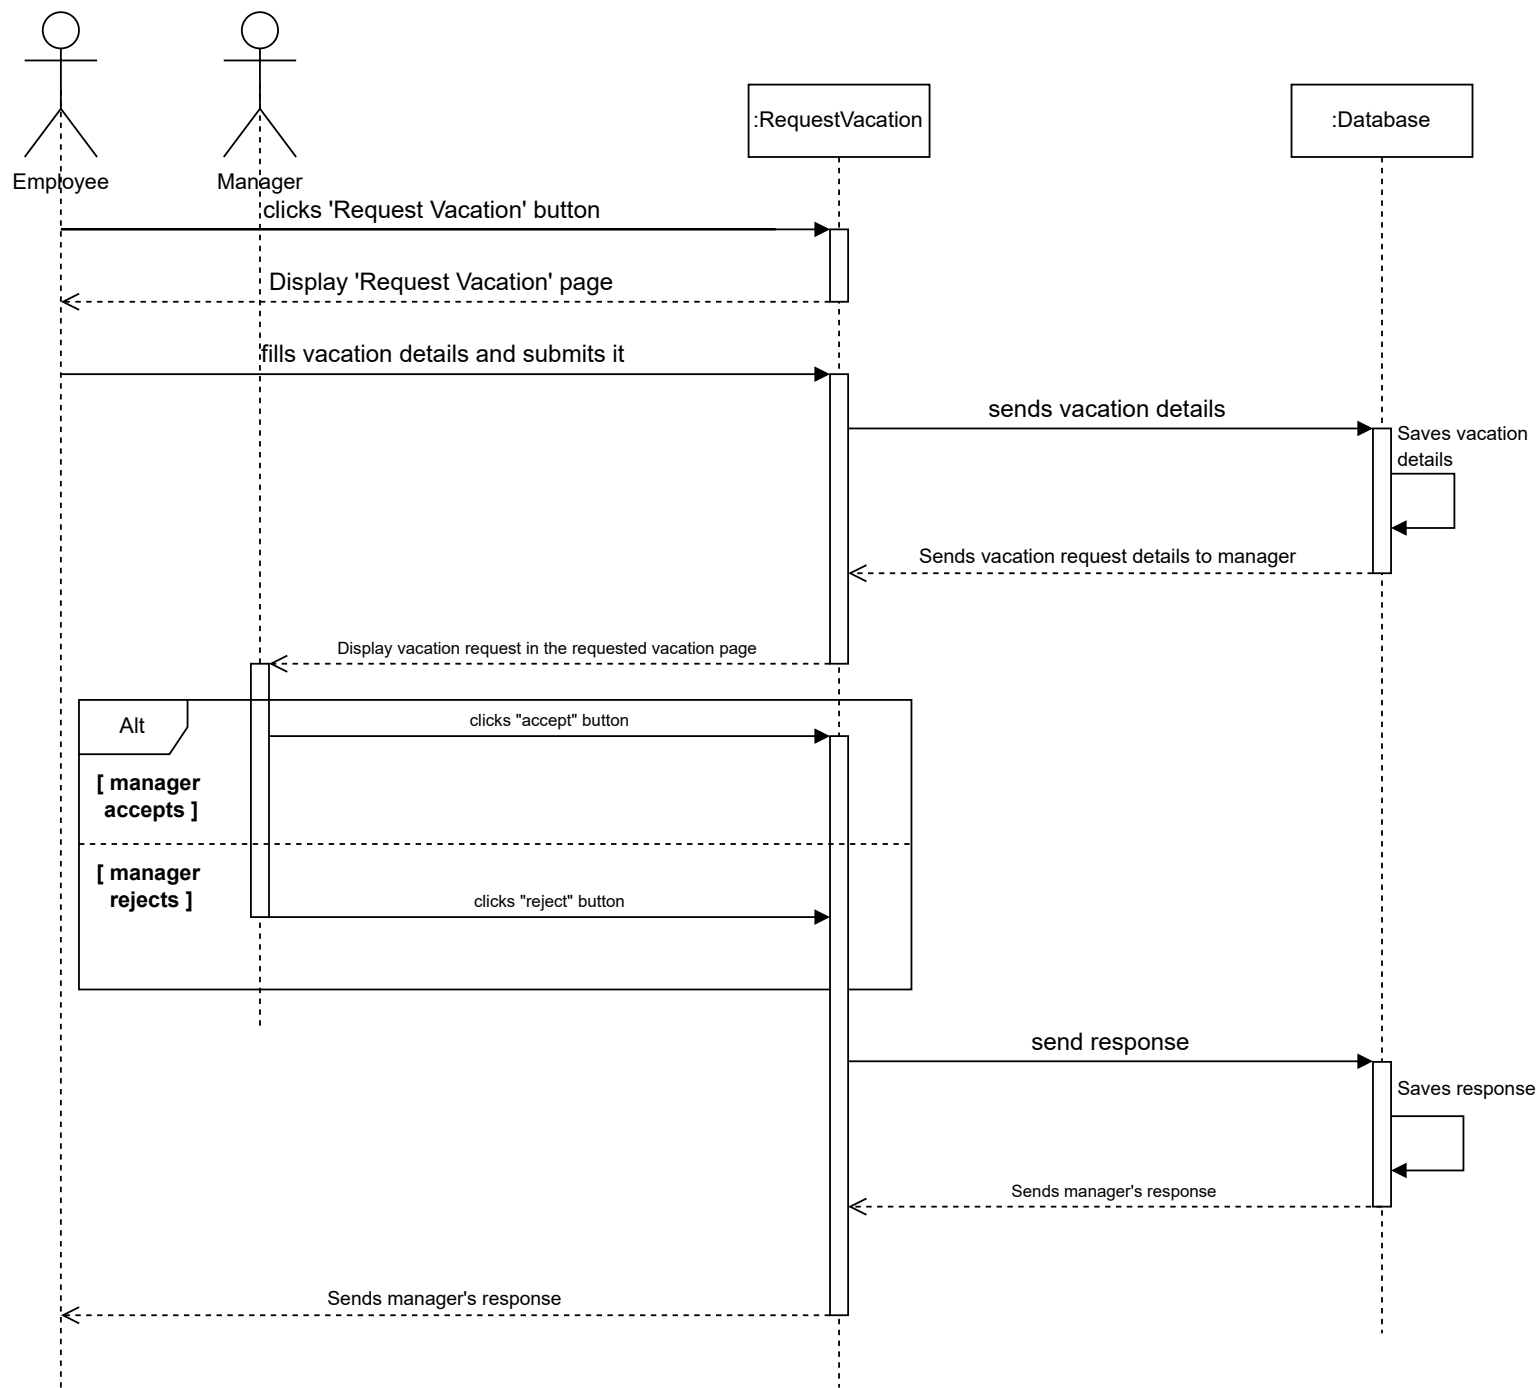 :RequestVacation
:Database
Employee
Manager
clicks 'Request Vacation' button
Display 'Request Vacation' page
fills vacation details and submits it
sends vacation details
Saves vacation
details
Sends vacation request details to manager
Display vacation request in the requested vacation page
Alt
clicks "accept" button
[ manager
accepts ]
[ manager
rejects ]
clicks "reject" button
send response
Saves response
Sends manager's response
Sends manager's response